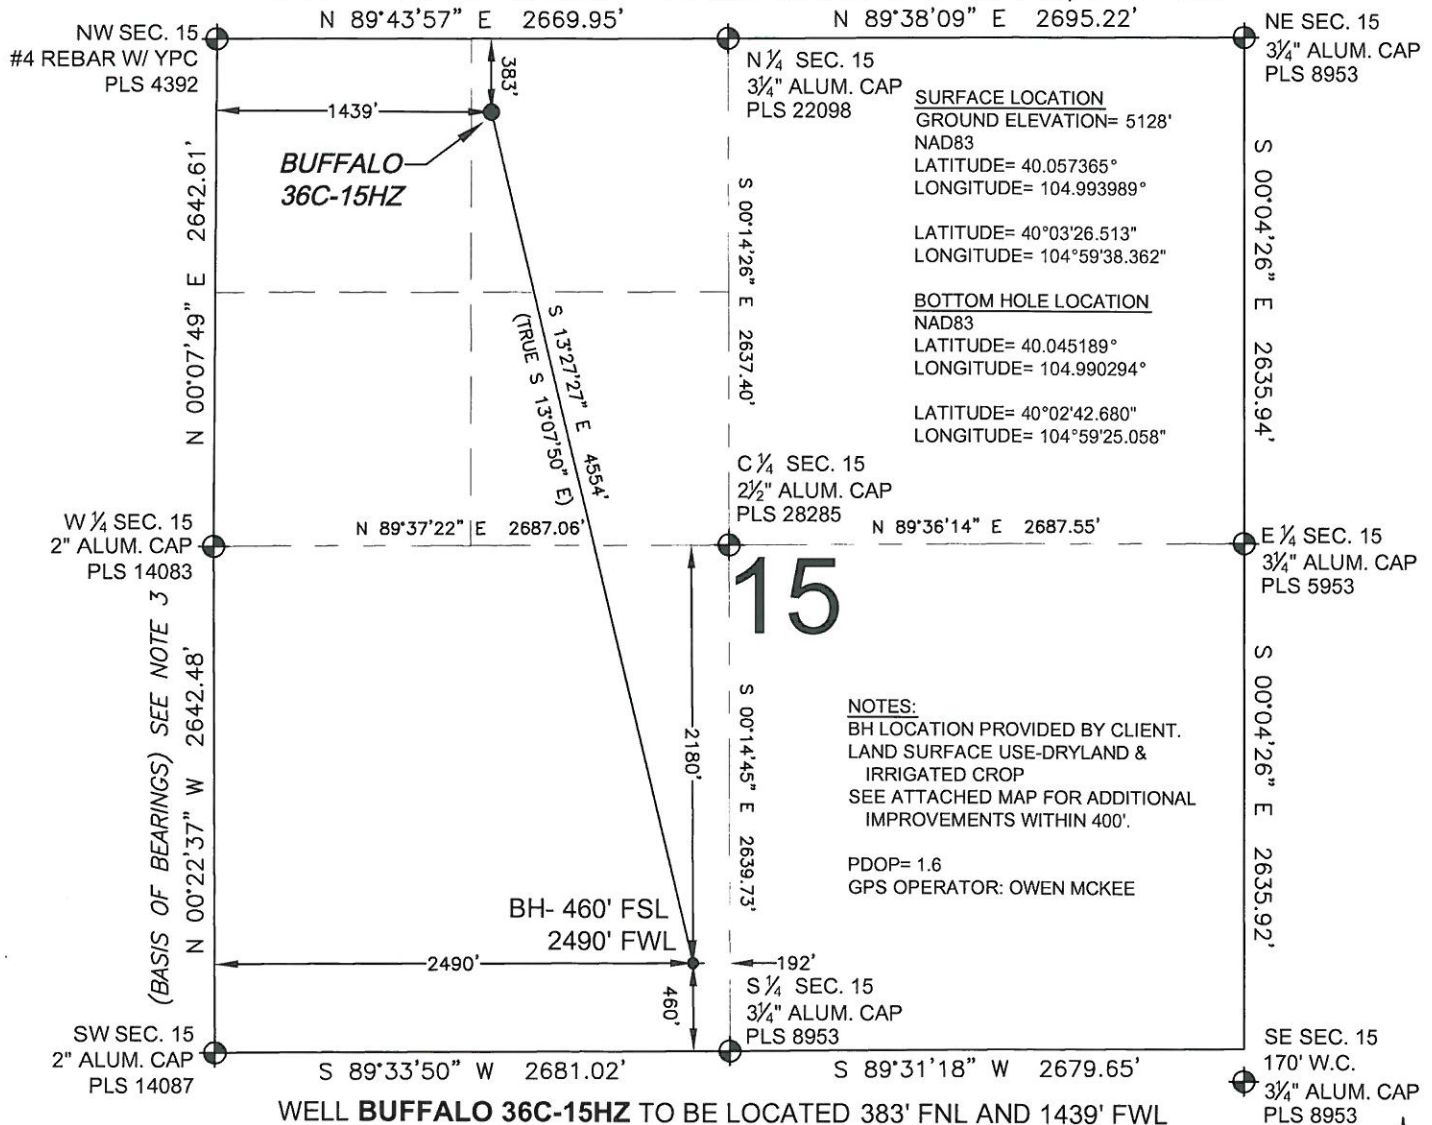 N 89°43'57" E 2669.95'
N 89°38'09" E 2695.22'
NW SEC. 15
#4 REBAR W/ YPC
PLS 4392
N ¼ SEC. 15
3¼" ALUM. CAP
PLS 22098
NE SEC. 15
3¼" ALUM. CAP
PLS 8953
383'
1439'
BUFFALO
36C-15HZ
SURFACE LOCATION
GROUND ELEVATION= 5128'
NAD83
LATITUDE= 40.057365°
LONGITUDE= 104.993989°
LATITUDE= 40°03'26.513"
LONGITUDE= 104°59'38.362"
BOTTOM HOLE LOCATION
NAD83
LATITUDE= 40.045189°
LONGITUDE= 104.990294°
LATITUDE= 40°02'42.680"
LONGITUDE= 104°59'25.058"
N 00°07'49" E 2642.61'
S 13°27'27" E 4554'
(TRUE S 13°07'50" E)
S 00°14'26" E 2637.40'
S 00°04'26" E 2635.94'
C ¼ SEC. 15
2½" ALUM. CAP
PLS 28285
W ¼ SEC. 15
2" ALUM. CAP
PLS 14083
N 89°37'22" E 2687.06'
N 89°36'14" E 2687.55'
E ¼ SEC. 15
3¼" ALUM. CAP
PLS 5953
15
(BASIS OF BEARINGS) SEE NOTE 3
N 00°22'37" W 2642.48'
2180'
S 00°14'45" E 2639.73'
S 00°04'26" E 2635.92'
NOTES:
BH LOCATION PROVIDED BY CLIENT.
LAND SURFACE USE-DRYLAND &
IRRIGATED CROP
SEE ATTACHED MAP FOR ADDITIONAL
IMPROVEMENTS WITHIN 400'.
PDOP= 1.6
GPS OPERATOR: OWEN MCKEE
BH- 460' FSL
2490' FWL
2490'
192'
460'
S ¼ SEC. 15
3¼" ALUM. CAP
PLS 8953
SW SEC. 15
2" ALUM. CAP
PLS 14087
S 89°33'50" W 2681.02'
S 89°31'18" W 2679.65'
SE SEC. 15
170' W.C.
3¼" ALUM. CAP
PLS 8953
WELL BUFFALO 36C-15HZ TO BE LOCATED 383' FNL AND 1439' FWL